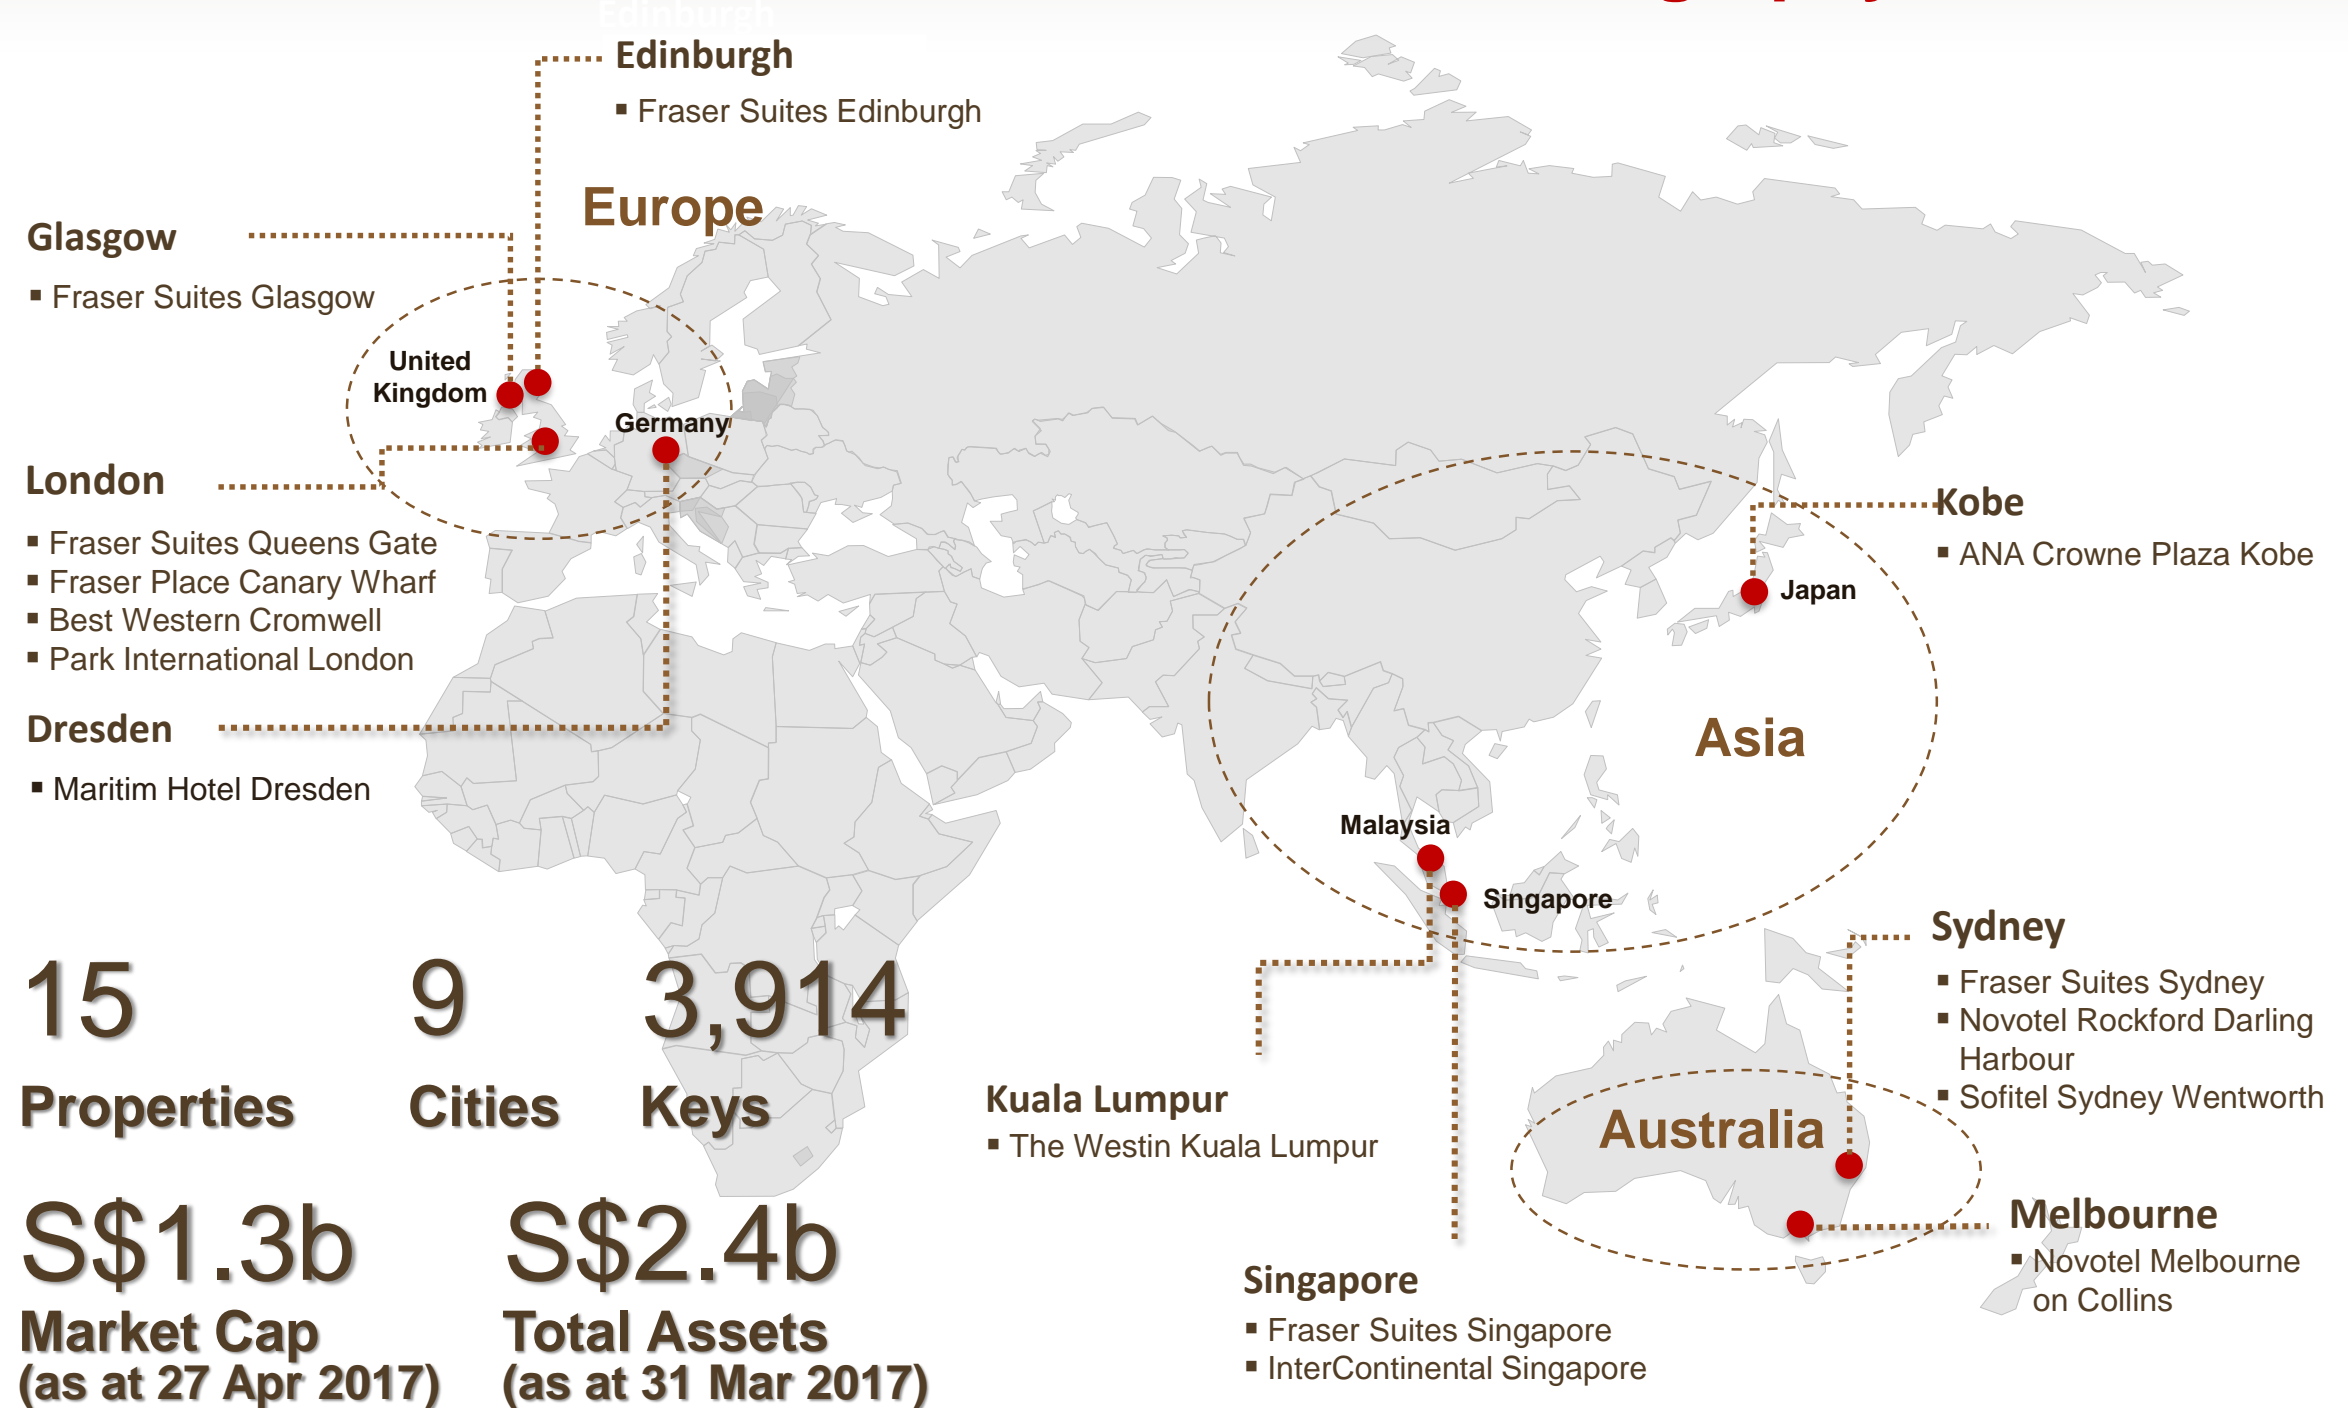 Edinburgh
Edinburgh
▪ Fraser Suites Edinburgh
Europe
Glasgow
▪ Fraser Suites Glasgow
United
Kingdom
Germany
London
▪ Fraser Suites Queens Gate
▪ Fraser Place Canary Wharf
▪ Best Western Cromwell
▪ Park International London
Dresden
▪ Maritim Hotel Dresden
Kobe
▪ ANA Crowne Plaza Kobe
Japan
Asia
Malaysia
Singapore
Sydney
▪ Fraser Suites Sydney
▪ Novotel Rockford Darling
Harbour
▪ Sofitel Sydney Wentworth
Australia
Melbourne
▪ Novotel Melbourne
on Collins
Kuala Lumpur
▪ The Westin Kuala Lumpur
Singapore
▪ Fraser Suites Singapore
▪ InterContinental Singapore
15
Properties
9
Cities
3,914
Keys
S$1.3b
Market Cap
(as at 27 Apr 2017)
S$2.4b
Total Assets
(as at 31 Mar 2017)